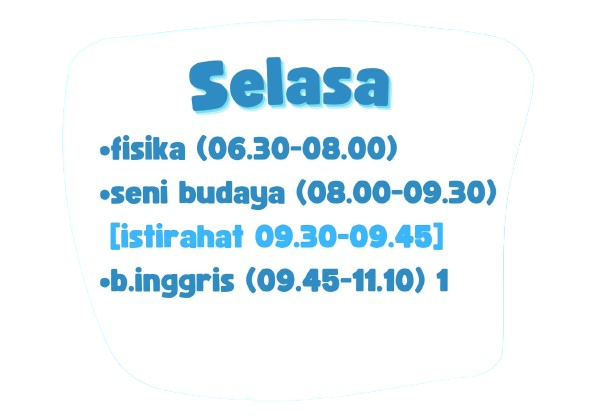 Selasa
•fisika (06.30-08.00)
•seni budaya (08.00-09.30)
[istirahat 09.30-09.45]
•b.inggris (09.45-11.10) 1